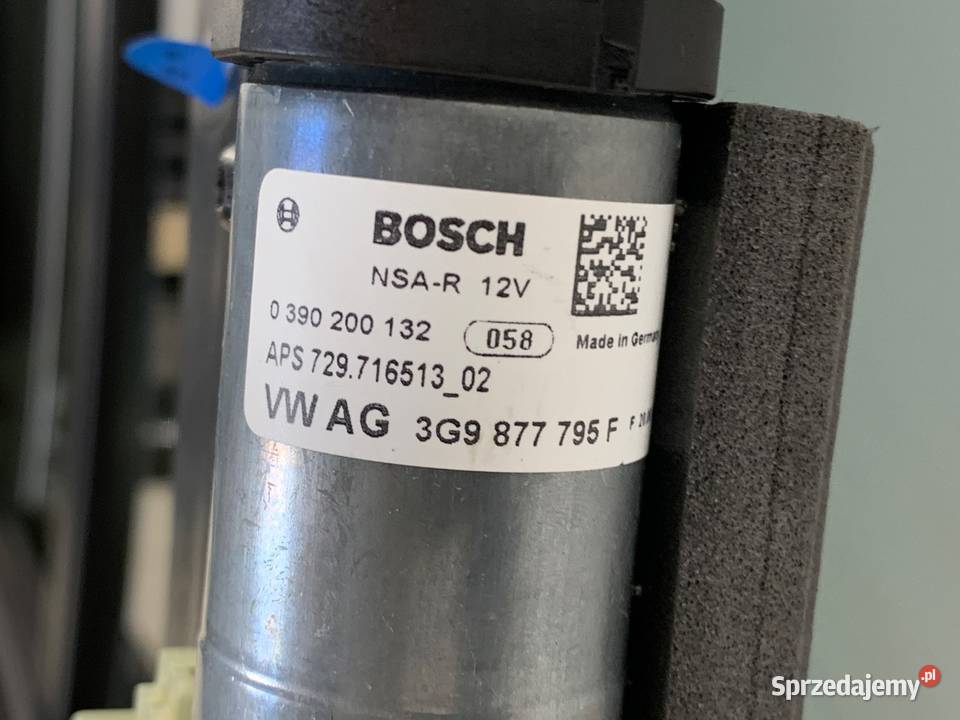 BOSCH
NSA-R 12V
0 390 200 132 058
Made in German
APS 729.716513_02
VW AG 3G9 877 795 F F
Sprzedajemy.pl